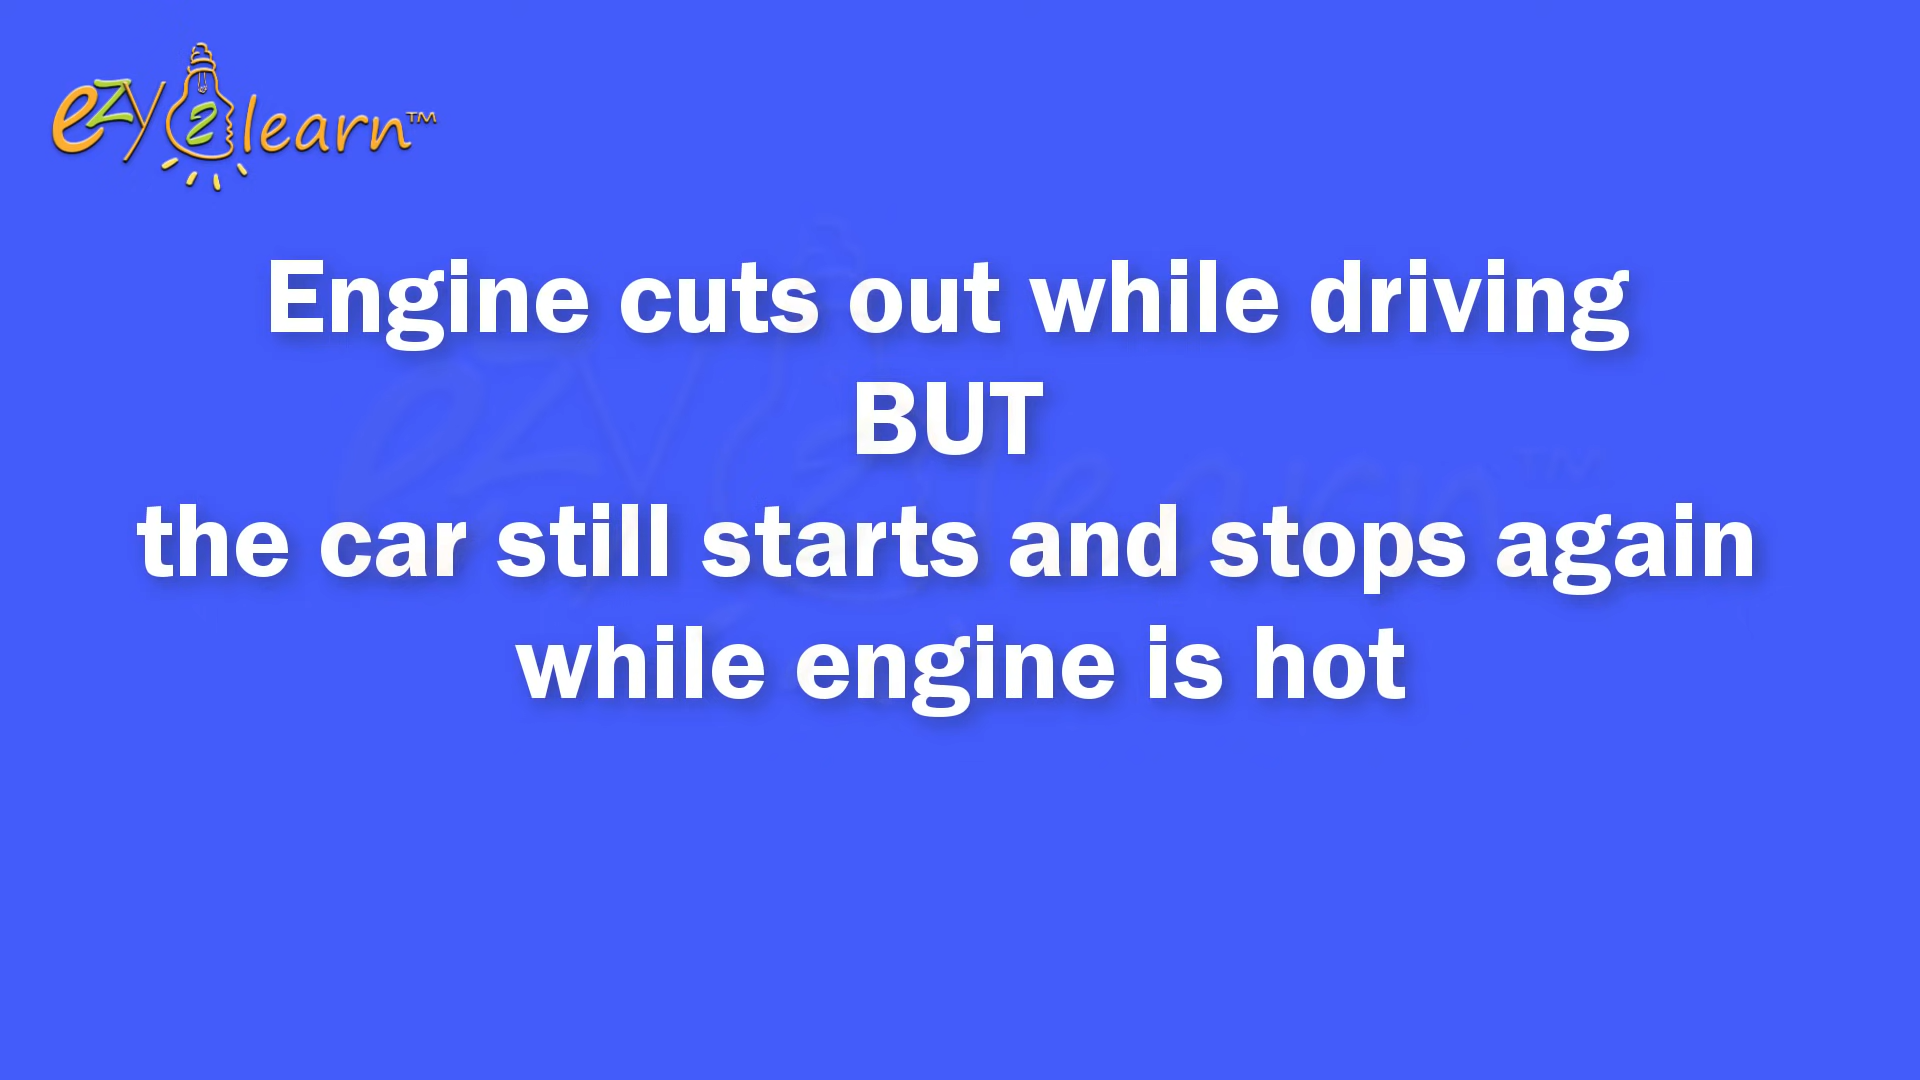 ezy2learn™
Engine cuts out while driving
BUT
the car still starts and stops again
while engine is hot